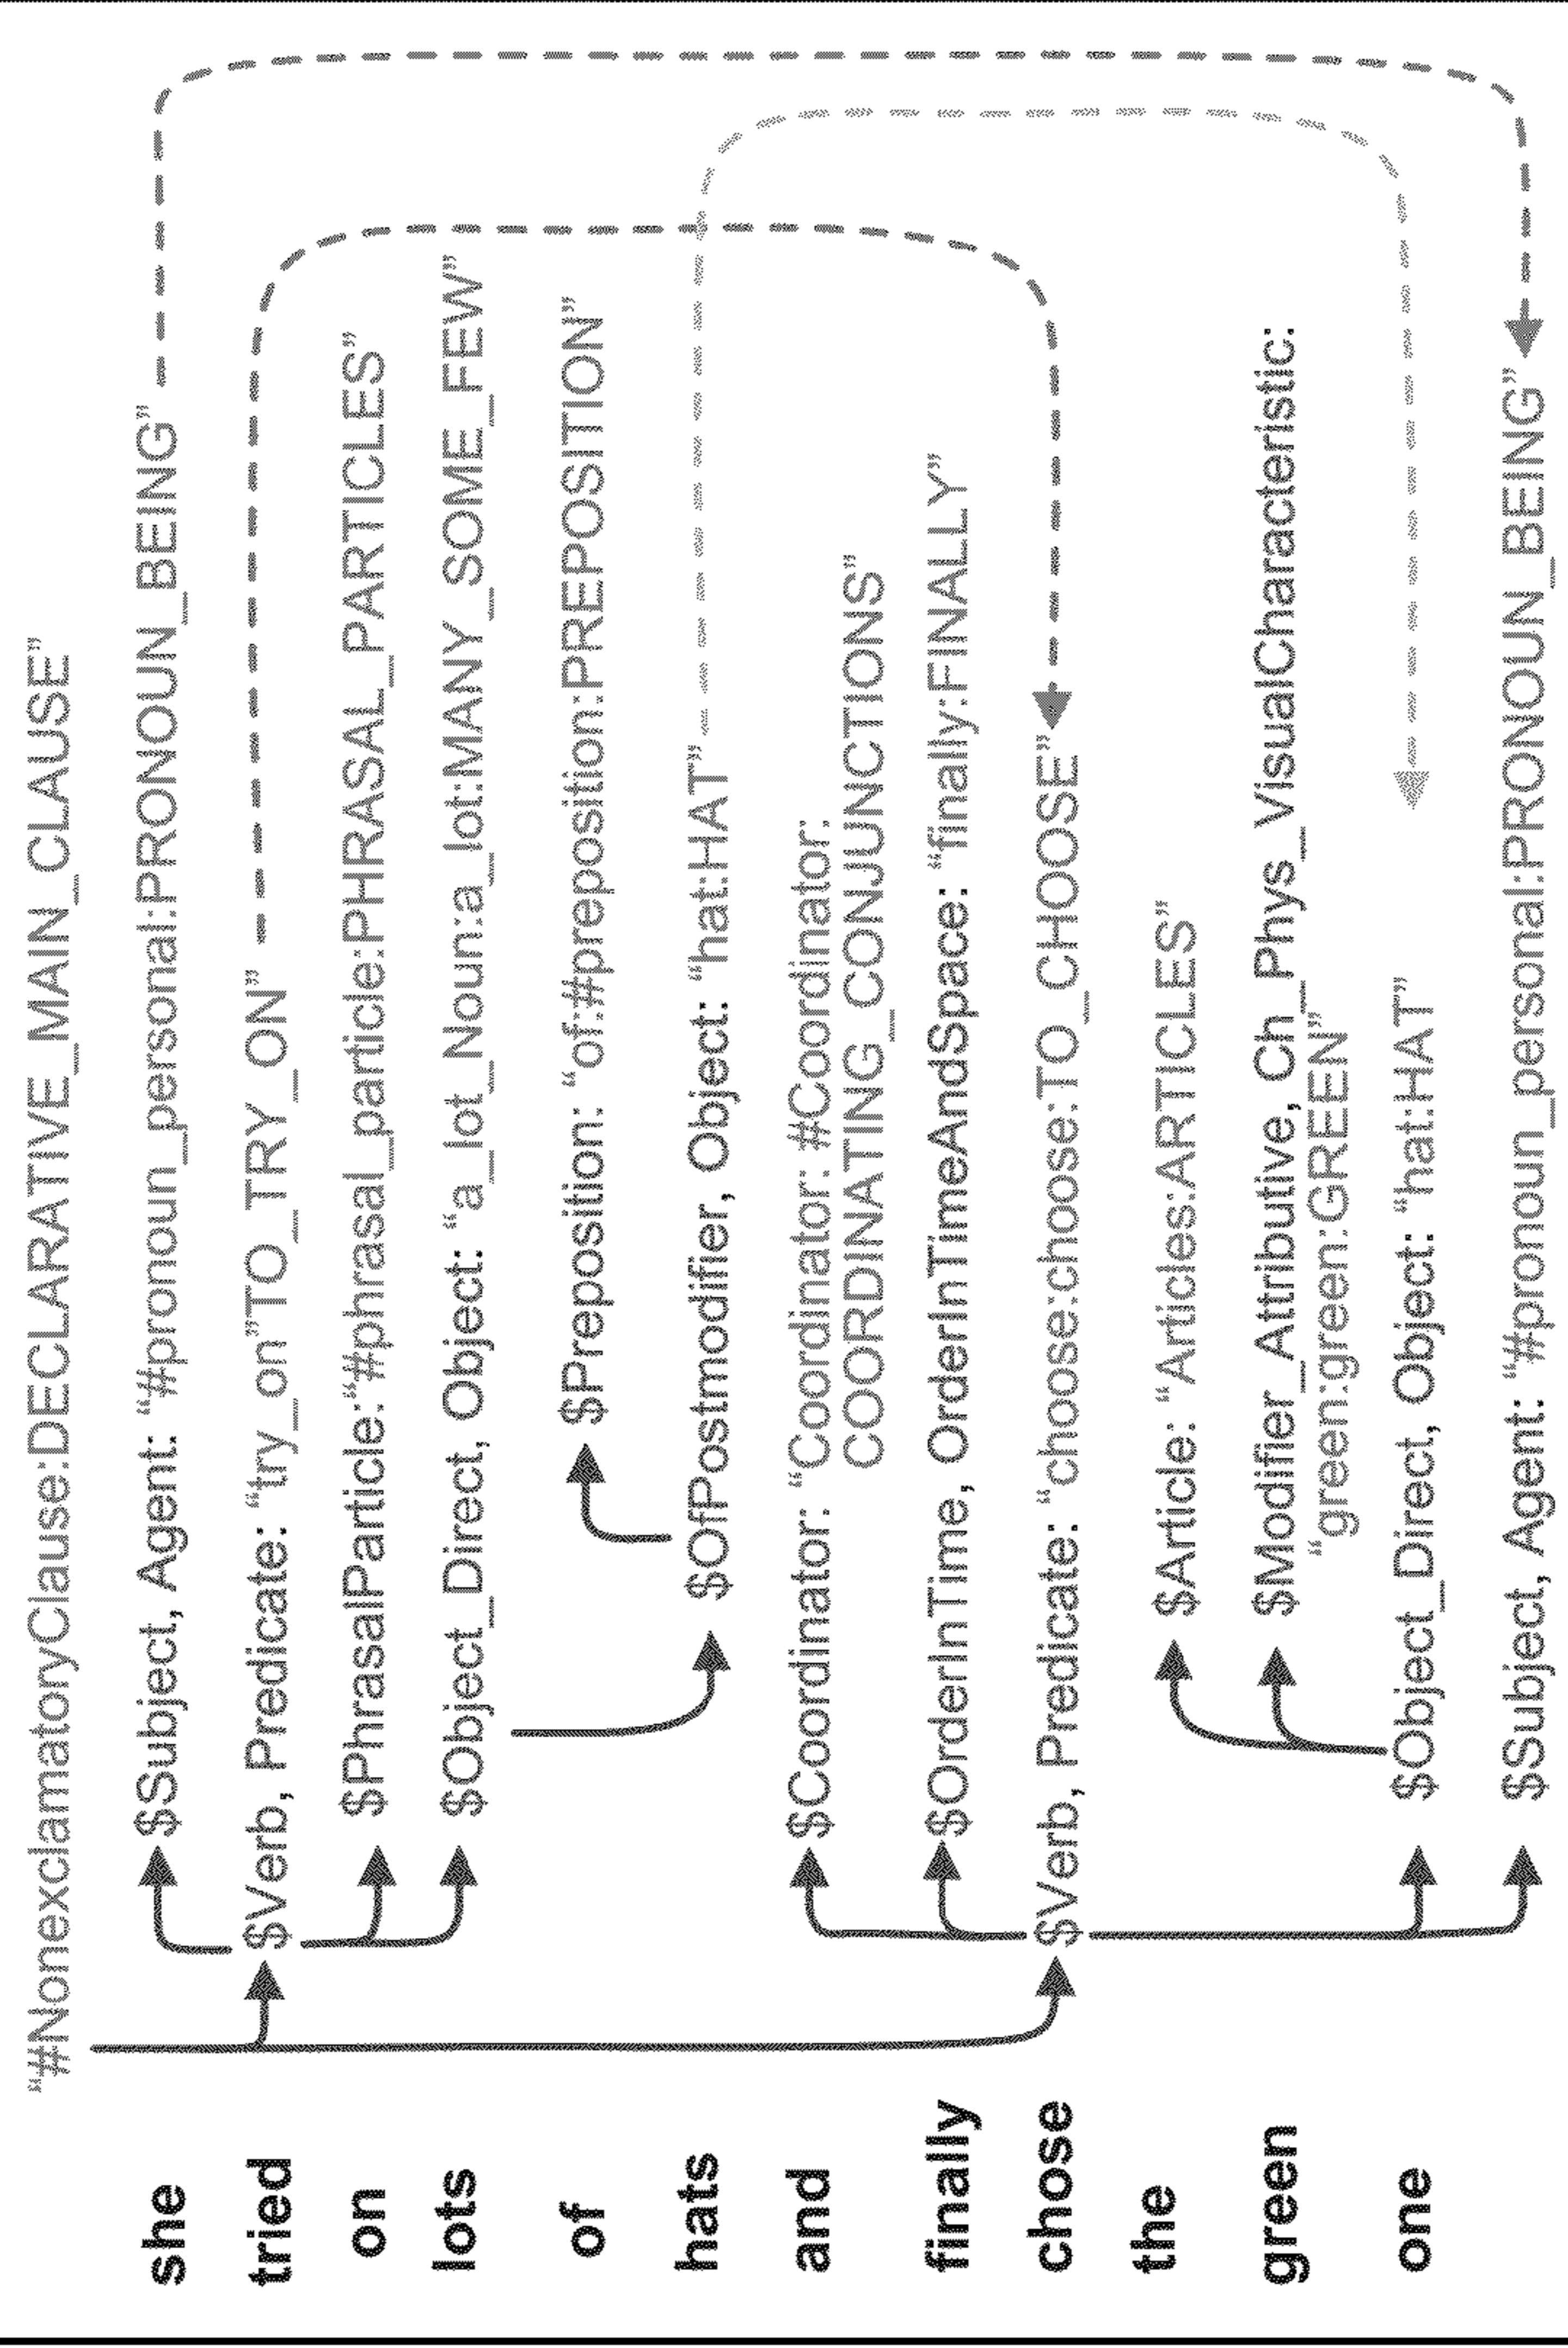 "#NonexclamatoryClause:DECLARATIVE_MAIN_CLAUSE"
she $Subject, Agent: "#pronoun_personal:PRONOUN_BEING"
tried $Verb, Predicate: "try_on"TO_TRY_ON"
on $PhrasalParticle:"#phrasal_particle:PHRASAL_PARTICLES"
lots $Object_Direct, Object: "a_lot_Noun:a_lot:MANY_SOME_FEW"
of $Preposition: "of:#preposition:PREPOSITION"
hats $OfPostmodifier, Object: "hat:HAT"
and $Coordinator: "Coordinator: #Coordinator:
COORDINATING_CONJUNCTIONS"
finally $OrderInTime, OrderInTimeAndSpace: "finally:FINALLY"
chose $Verb, Predicate: "choose:choose:TO_CHOOSE"
the $Article: "Articles:ARTICLES"
green $Modifier_Attributive, Ch_Phys_VisualCharacteristic:
"green:green:GREEN"
one $Object_Direct, Object: "hat:HAT"
$Subject, Agent: "#pronoun_personal:PRONOUN_BEING"